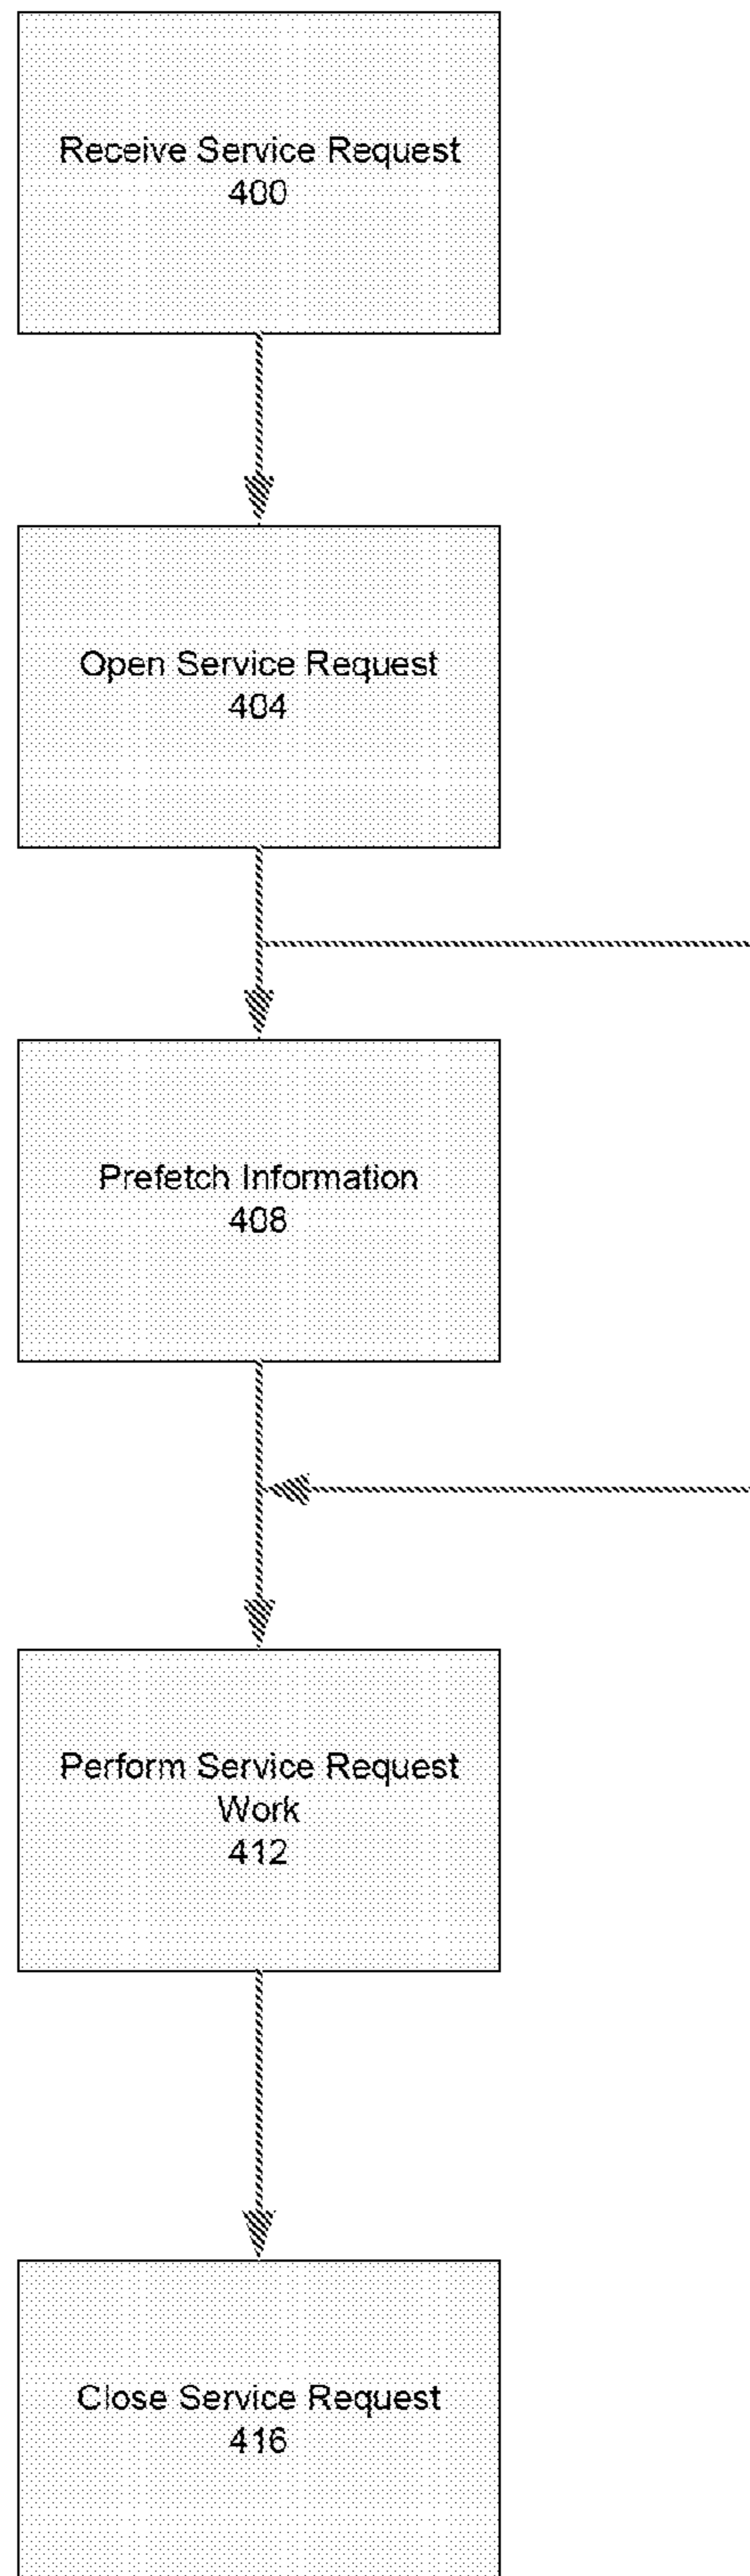 Receive Service Request
400
Open Service Request
404
Prefetch Information
408
Perform Service Request
Work
412
Close Service Request
416